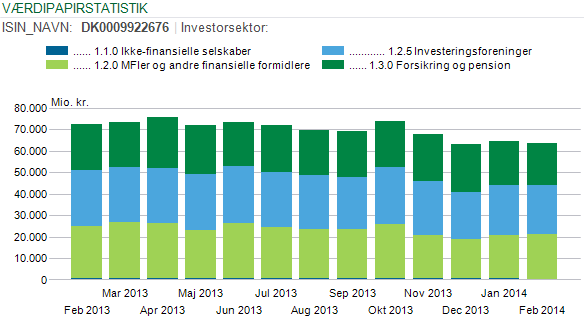 VÆRDIPAPIRSTATISTIK
ISIN_NAVN: DK0009922676 | Investorsektor:
...... 1.1.0 Ikke-finansielle selskaber
............ 1.2.5 Investeringsforeninger
...... 1.2.0 MFIer og andre finansielle formidlere
......... 1.3.0 Forsikring og pension
Mio. kr.
80.000
70.000
60.000
50.000
40.000
30.000
20.000
10.000
0
Mar 2013 Maj 2013 Jul 2013 Sep 2013 Nov 2013 Jan 2014
Feb 2013 Apr 2013 Jun 2013 Aug 2013 Okt 2013 Dec 2013 Feb 2014